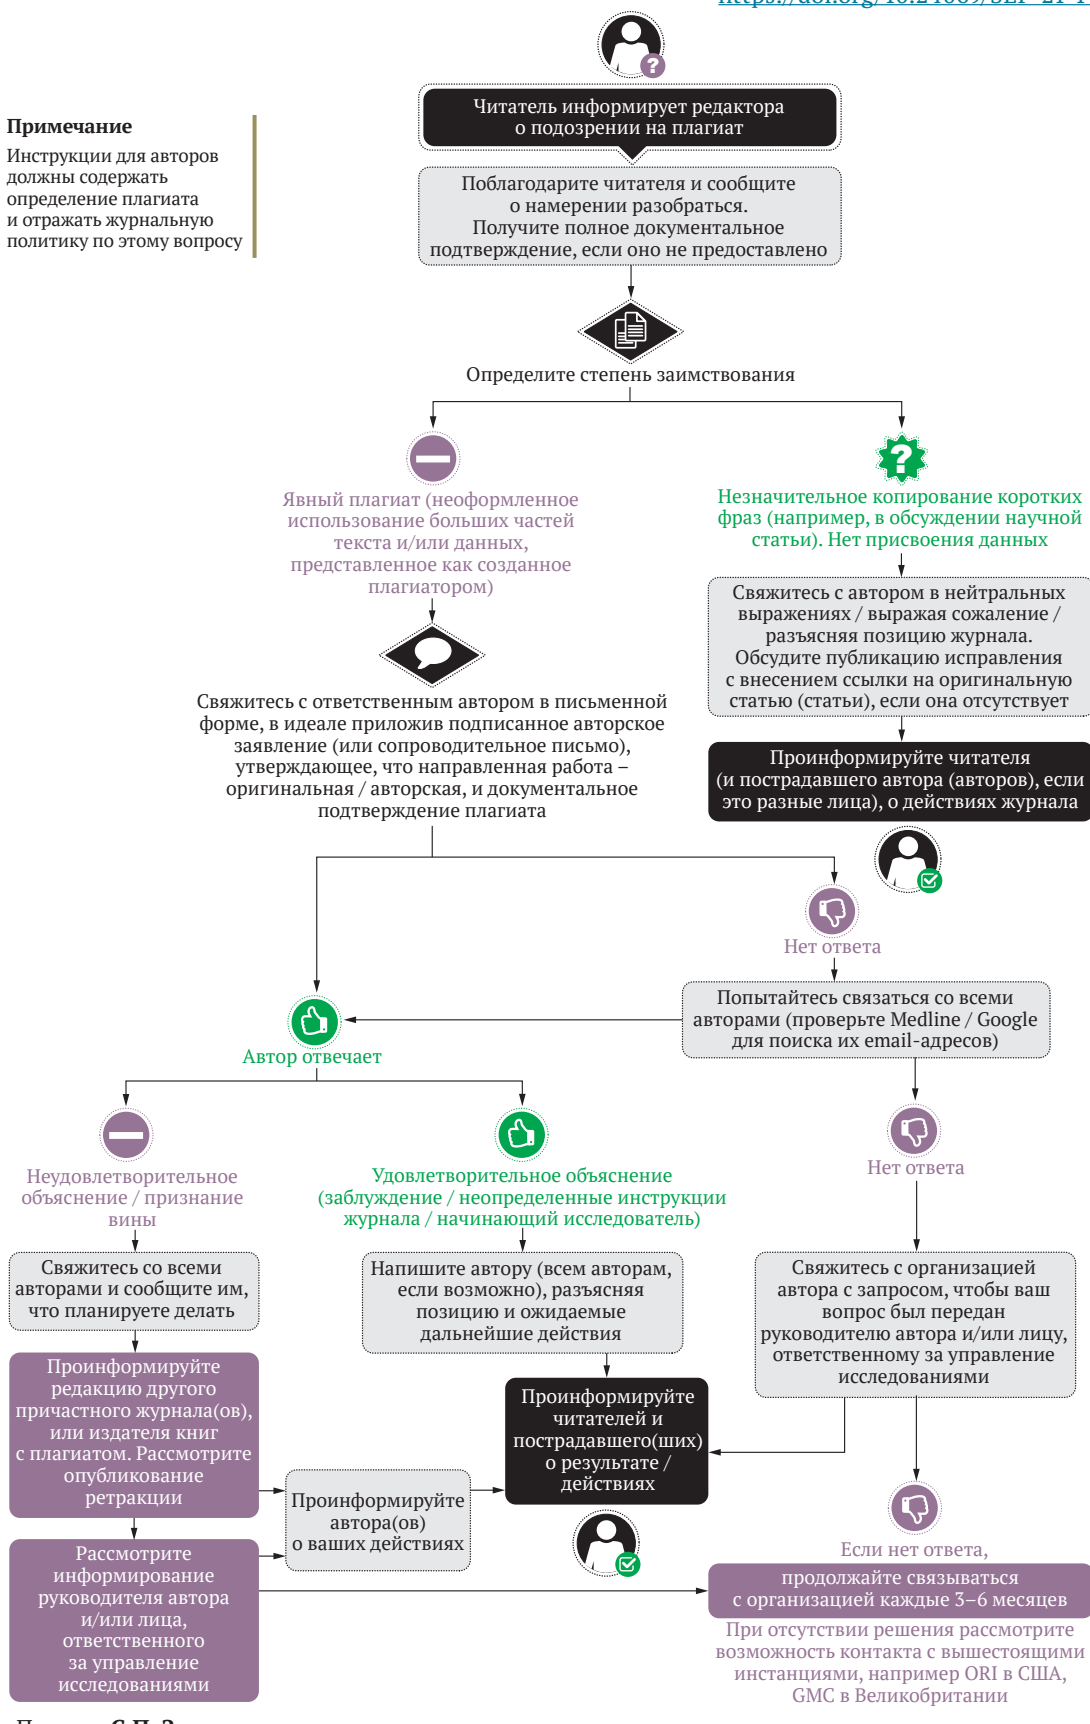 Читатель информирует редактора
о подозрении на плагиат
Примечание
Инструкции для авторов
должны содержать
определение плагиата
и отражать журнальную
политику по этому вопросу
Поблагодарите читателя и сообщите
о намерении разобраться.
Получите полное документальное
подтверждение, если оно не предоставлено
Определите степень заимствования
Явный плагиат (неоформленное
использование больших частей
текста и/или данных,
представленное как созданное
плагиатором)
Незначительное копирование коротких
фраз (например, в обсуждении научной
статьи). Нет присвоения данных
Свяжитесь с автором в нейтральных
выражениях / выражая сожаление /
разъясняя позицию журнала.
Обсудите публикацию исправления
с внесением ссылки на оригинальную
статью (статьи), если она отсутствует
Свяжитесь с ответственным автором в письменной
форме, в идеале приложив подписанное авторское
заявление (или сопроводительное письмо),
утверждающее, что направленная работа –
оригинальная / авторская, и документальное
подтверждение плагиата
Проинформируйте читателя
(и пострадавшего автора (авторов), если
это разные лица), о действиях журнала
Нет ответа
Попытайтесь связаться со всеми
авторами (проверьте Medline / Google
для поиска их email-адресов)
Автор отвечает
Нет ответа
Неудовлетворительное
объяснение / признание
вины
Удовлетворительное объяснение
(заблуждение / неопределенные инструкции
журнала / начинающий исследователь)
Свяжитесь со всеми
авторами и сообщите им,
что планируете делать
Напишите автору (всем авторам,
если возможно), разъясняя
позицию и ожидаемые
дальнейшие действия
Свяжитесь с организацией
автора с запросом, чтобы ваш
вопрос был передан
руководителю автора и/или лицу,
ответственному за управление
исследованиями
Проинформируйте
редакцию другого
причастного журнала(ов),
или издателя книг
с плагиатом. Рассмотрите
опубликование
ретракции
Проинформируйте
читателей и
пострадавшего(ших)
о результате /
действиях
Проинформируйте
автора(ов)
о ваших действиях
Рассмотрите
информирование
руководителя автора
и/или лица,
ответственного
за управление
исследованиями
Если нет ответа,
продолжайте связываться
с организацией каждые 3–6 месяцев
При отсутствии решения рассмотрите
возможность контакта с вышестоящими
инстанциями, например ORI в США,
GMC в Великобритании